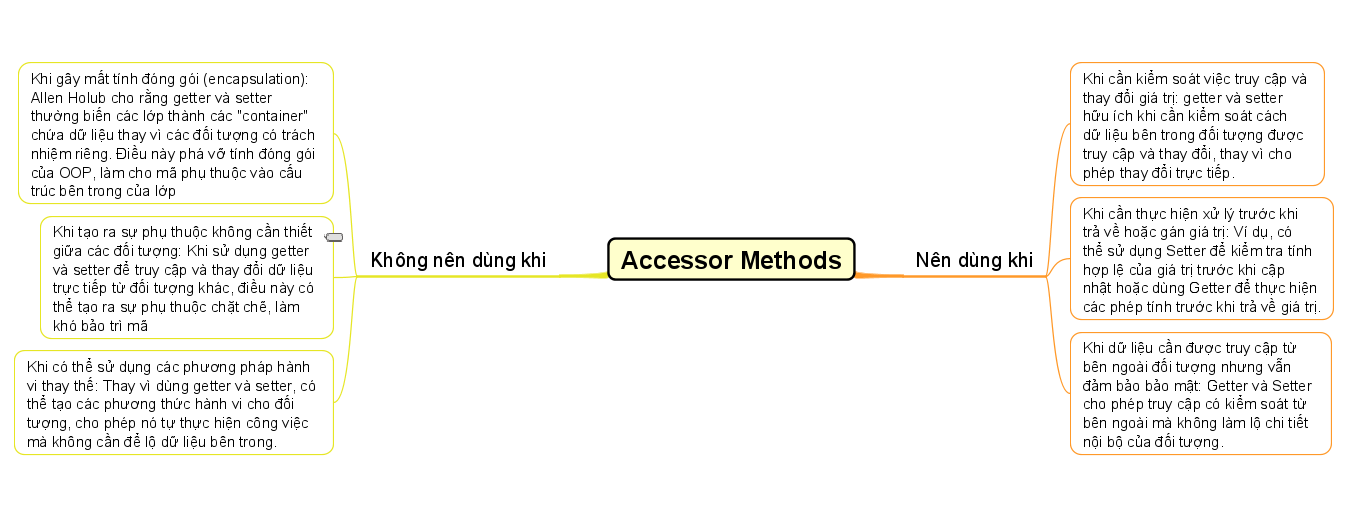 Accessor Methods
Không nên dùng khi
Khi gây mất tính đóng gói (encapsulation):
Allen Holub cho rằng getter và setter
thường biến các lớp thành các "container"
chứa dữ liệu thay vì các đối tượng có trách
nhiệm riêng. Điều này phá vỡ tính đóng gói
của OOP, làm cho mã phụ thuộc vào cấu
trúc bên trong của lớp
Khi tạo ra sự phụ thuộc không cần thiết
giữa các đối tượng: Khi sử dụng getter
và setter để truy cập và thay đổi dữ liệu
trực tiếp từ đối tượng khác, điều này có
thể tạo ra sự phụ thuộc chặt chẽ, làm
khó bảo trì mã
Khi có thể sử dụng các phương pháp hành
vi thay thế: Thay vì dùng getter và setter, có
thể tạo các phương thức hành vi cho đối
tượng, cho phép nó tự thực hiện công việc
mà không cần để lộ dữ liệu bên trong.
Nên dùng khi
Khi cần kiểm soát việc truy cập và
thay đổi giá trị: getter và setter
hữu ích khi cần kiểm soát cách
dữ liệu bên trong đối tượng được
truy cập và thay đổi, thay vì cho
phép thay đổi trực tiếp.
Khi cần thực hiện xử lý trước khi
trả về hoặc gán giá trị: Ví dụ, có
thể sử dụng Setter để kiểm tra tính
hợp lệ của giá trị trước khi cập
nhật hoặc dùng Getter để thực hiện
các phép tính trước khi trả về giá trị.
Khi dữ liệu cần được truy cập từ
bên ngoài đối tượng nhưng vẫn
đảm bảo bảo mật: Getter và Setter
cho phép truy cập có kiểm soát từ
bên ngoài mà không làm lộ chi tiết
nội bộ của đối tượng.